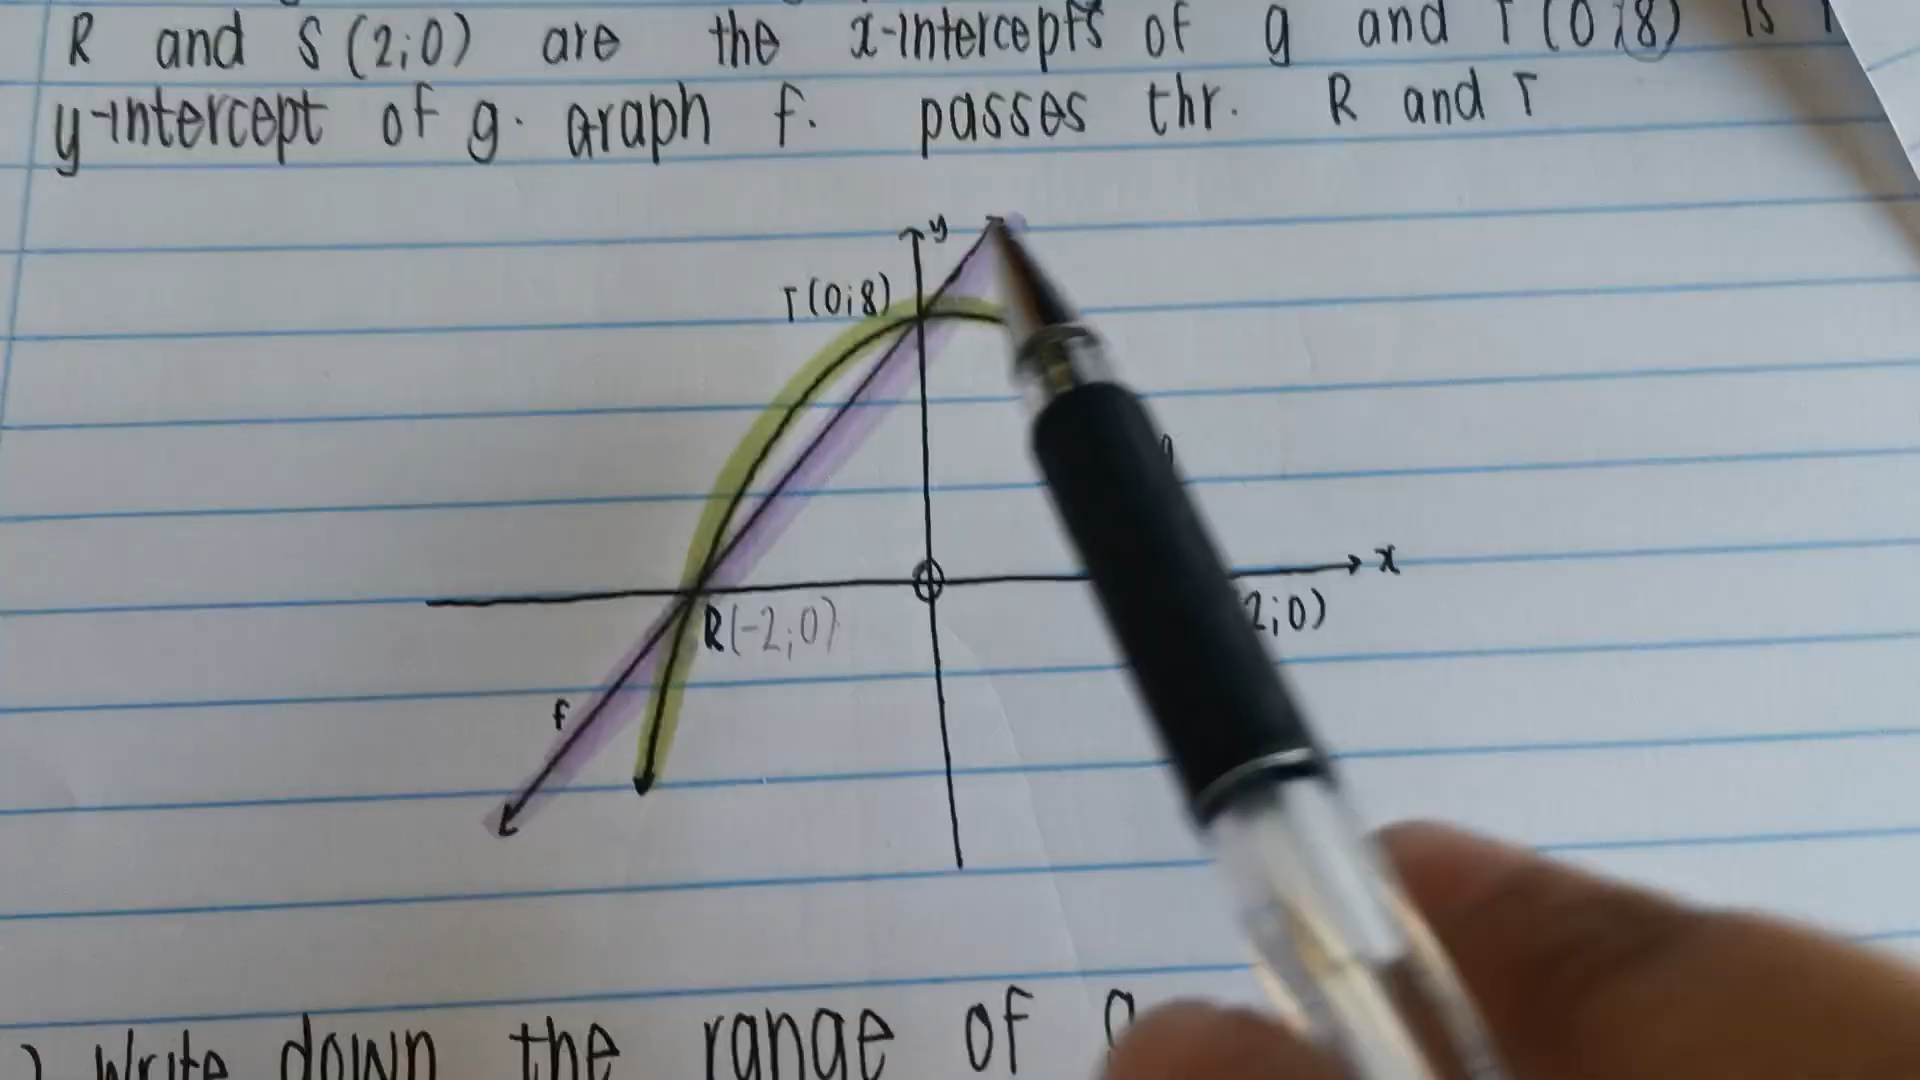 R and S (2;0) are the x-intercepts of g and T (0;8) is
y-intercept of g. Graph f. passes thr. R and T
y
T(0;8)
x
R(-2;0)
2;0)
f
Write down the range of